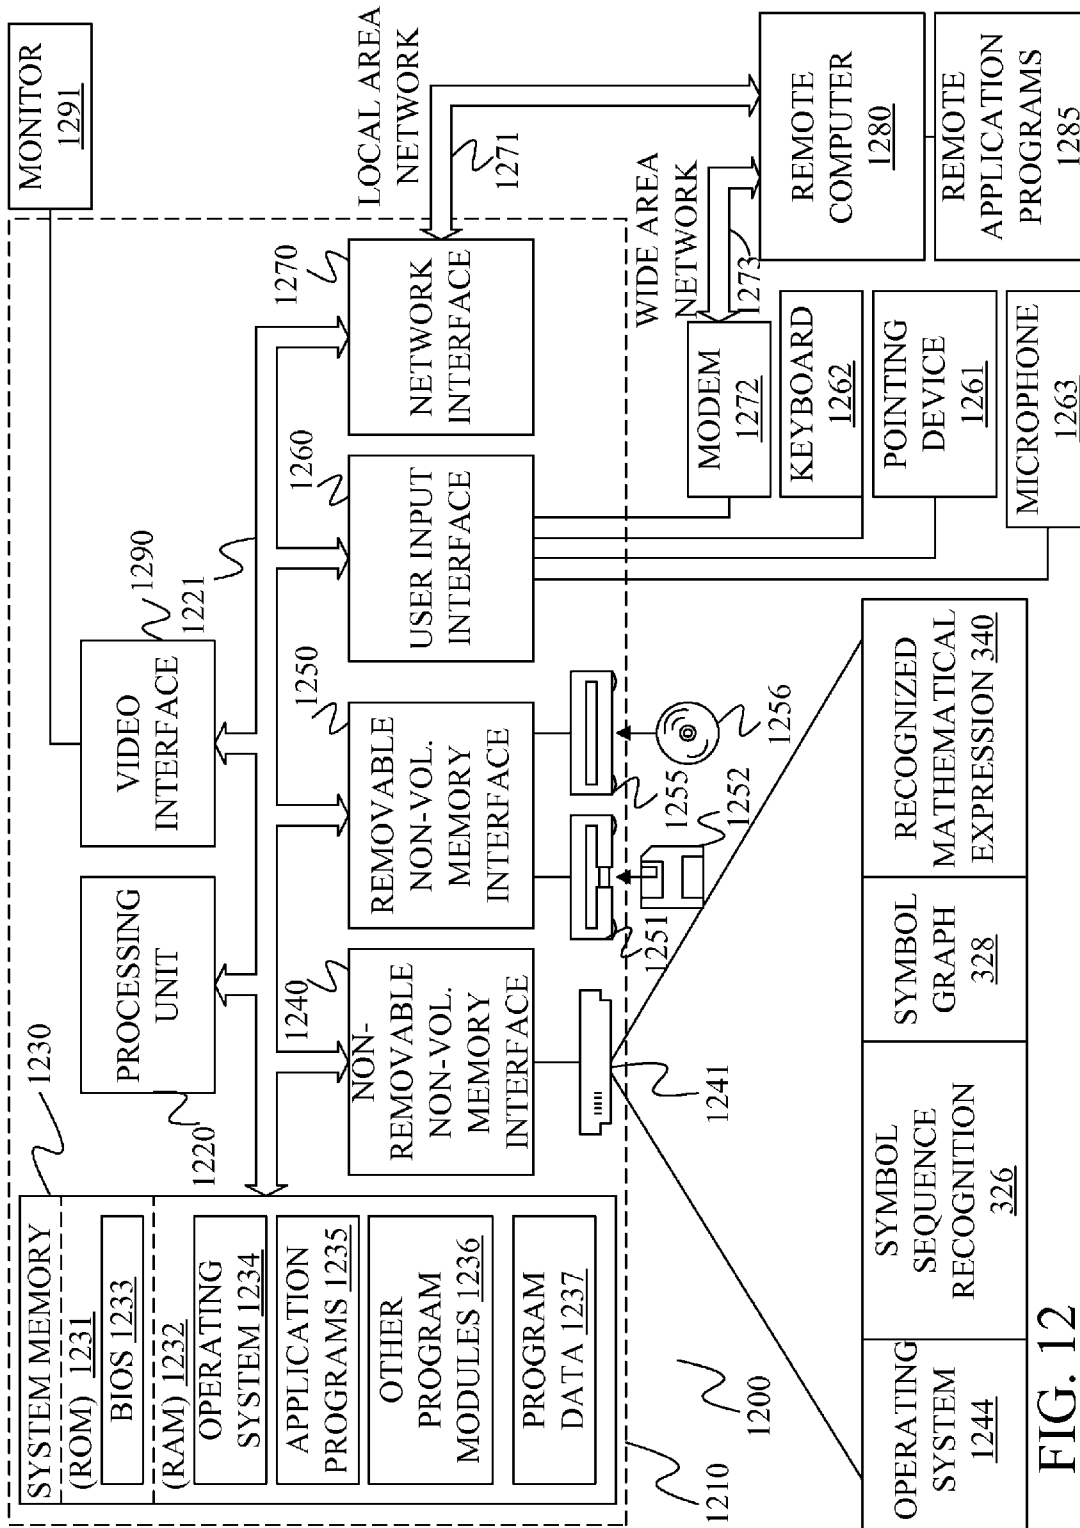 SYSTEM MEMORY
(ROM) 1231
BIOS 1233
(RAM) 1232
OPERATING
SYSTEM 1234
APPLICATION
PROGRAMS 1235
OTHER
PROGRAM
MODULES 1236
PROGRAM
DATA 1237
1230
1220
PROCESSING
UNIT
VIDEO
INTERFACE
1290
1221
MONITOR
1291
1240
NON-
REMOVABLE
NON-VOL.
MEMORY
INTERFACE
1250
REMOVABLE
NON-VOL.
MEMORY
INTERFACE
1260
USER INPUT
INTERFACE
1270
NETWORK
INTERFACE
LOCAL AREA
NETWORK
1271
1210
1200
1241
1251
1252
1255
1256
WIDE AREA
NETWORK
1273
MODEM
1272
KEYBOARD
1262
POINTING
DEVICE
1261
MICROPHONE
1263
REMOTE
COMPUTER
1280
REMOTE
APPLICATION
PROGRAMS
1285
OPERATING
SYSTEM
1244
SYMBOL
SEQUENCE
RECOGNITION
326
SYMBOL
GRAPH
328
RECOGNIZED
MATHEMATICAL
EXPRESSION 340
FIG. 12